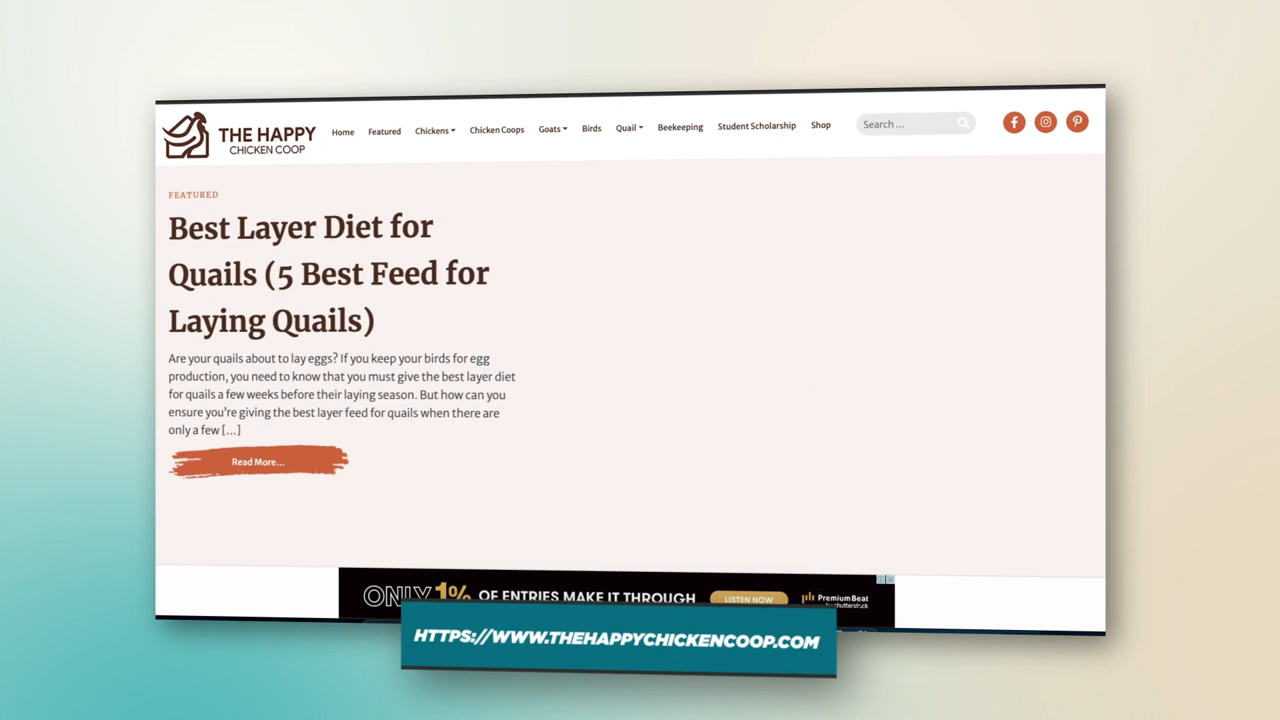 THE HAPPY
CHICKEN COOP
Home Featured Chickens Chicken Coops Goats Birds Quail Beekeeping Student Scholarship Shop
Search ...
FEATURED
Best Layer Diet for
Quails (5 Best Feed for
Laying Quails)
Are your quails about to lay eggs? If you keep your birds for egg
production, you need to know that you must give the best layer diet
for quails a few weeks before their laying season. But how can you
ensure you're giving the best layer feed for quails when there are
only a few [...]
Read More...
ONLY 1% OF ENTRIES MAKE IT THROUGH
LISTEN NOW
PremiumBeat
by shutterstock
HTTPS://WWW.THEHAPPYCHICKENCOOP.COM